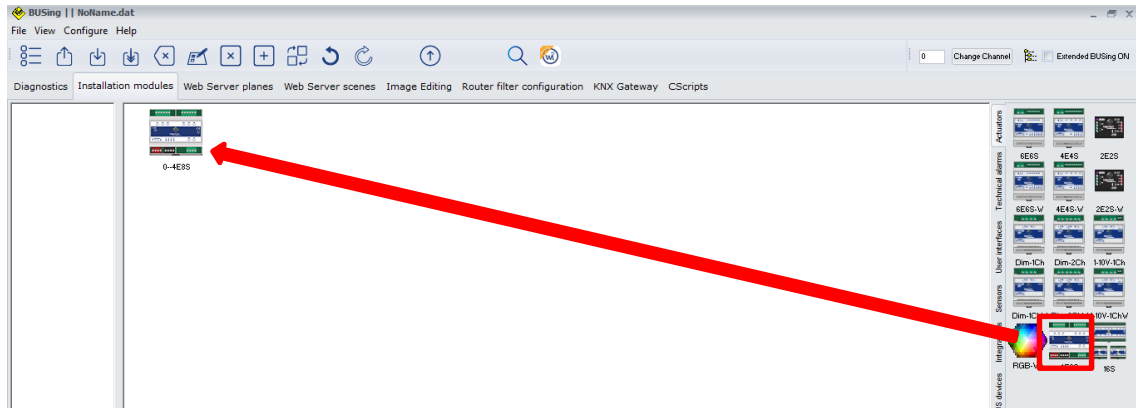 BUSing || NoName.dat
File View Configure Help
0 Change Channel Extended BUSing ON
Diagnostics Installation modules Web Server planes Web Server scenes Image Editing Router filter configuration KNX Gateway CScripts
0--4E8S
Actuators
Technical alarms
User interfaces
Sensors
6E6S 4E4S 2E2S
6E6S-W 4E4S-W 2E2S-W
Dim-1Ch Dim-2Ch 1-10V-1Ch
16S